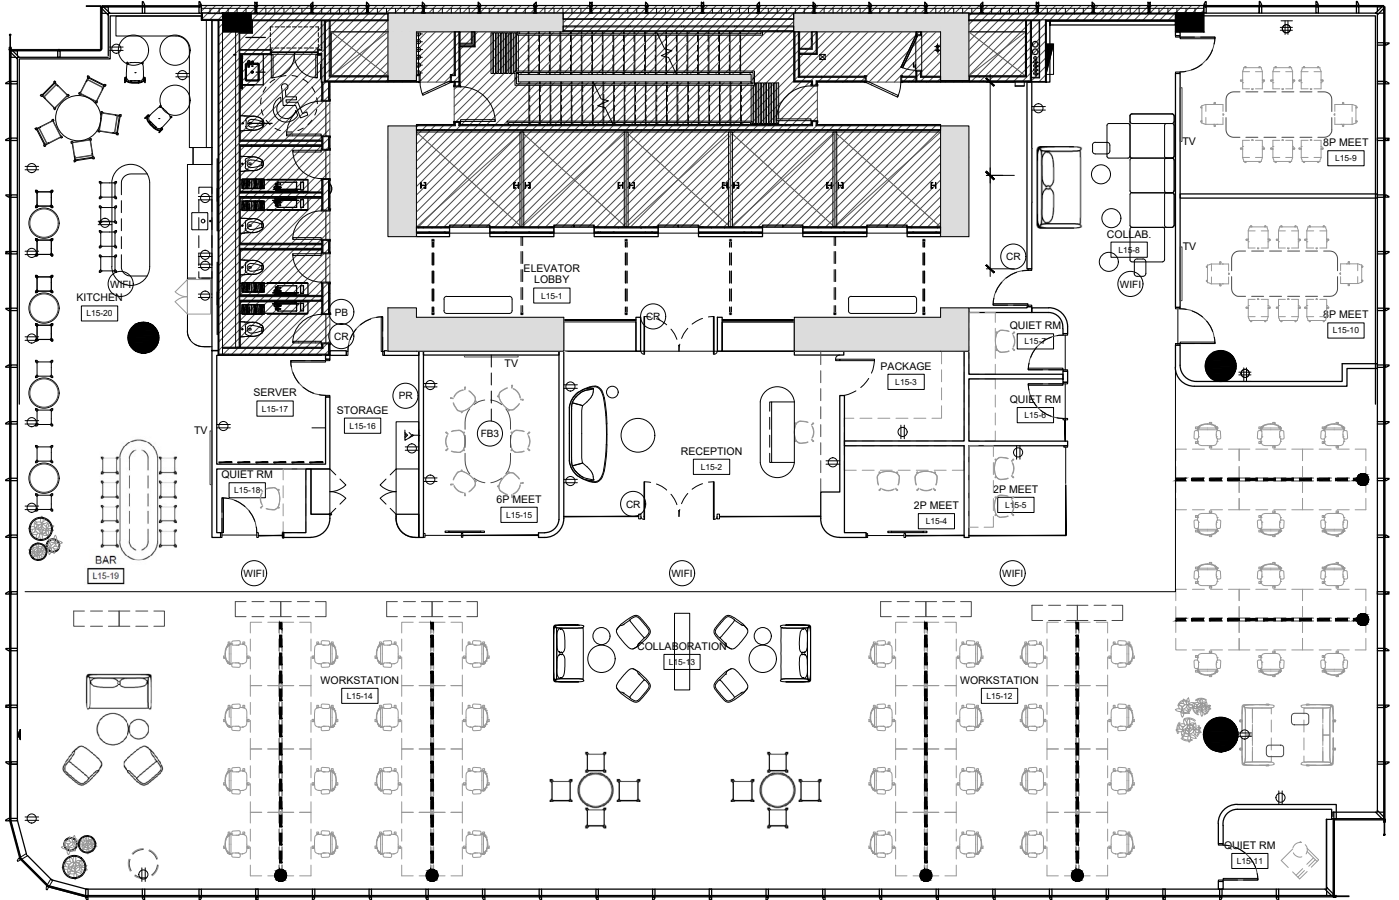 TV
8P MEET
L15-9
COLLAB.
L15-8
TV
CR
WIFI
ELEVATOR
LOBBY
L15-1
WIFI
KITCHEN
L15-20
PB
CR
CR
8P MEET
L15-10
QUIET RM
L15-7
TV
PACKAGE
L15-3
SERVER
L15-17
PR
STORAGE
L15-16
QUIET RM
L15-6
TV
FB3
RECEPTION
L15-2
QUIET RM
L15-18
6P MEET
L15-15
CR
2P MEET
L15-4
2P MEET
L15-5
BAR
L15-19
WIFI
WIFI
WIFI
COLLABORATION
L15-13
WORKSTATION
L15-14
WORKSTATION
L15-12
QUIET RM
L15-11